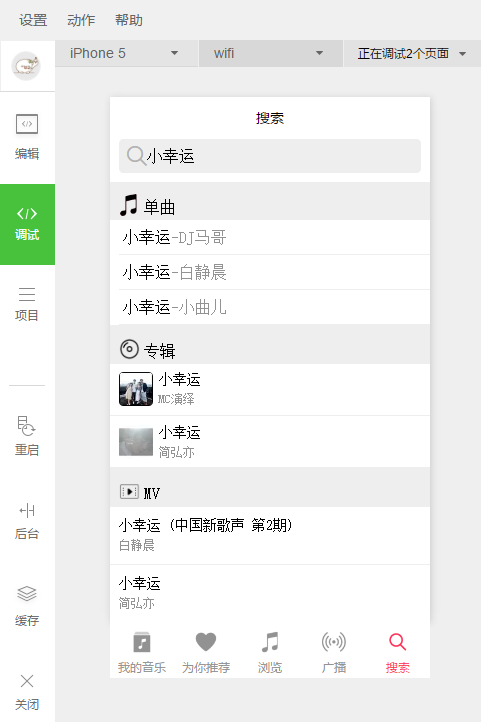 设置 动作 帮助
iPhone 5 wifi 正在调试2个页面
编辑
调试
项目
重启
后台
缓存
关闭
搜索
小幸运
单曲
小幸运-DJ马哥
小幸运-白静晨
小幸运-小曲儿
专辑
小幸运
MC演绎
小幸运
简弘亦
MV
小幸运 (中国新歌声 第2期)
白静晨
小幸运
简弘亦
我的音乐 为你推荐 浏览 广播 搜索